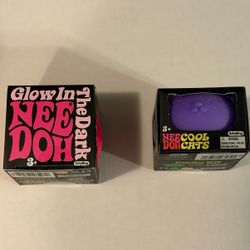 Glow In
The Dark
NEE
DOH
3+
3+
NEE
DOH
COOL
CATS